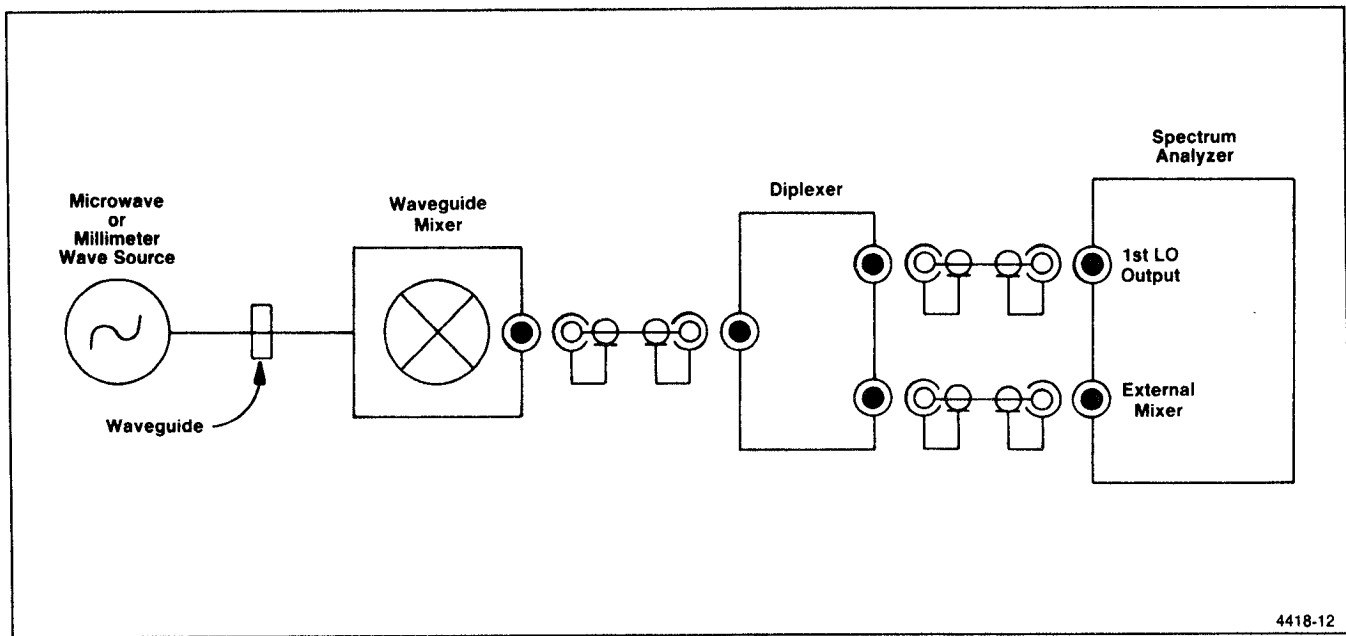 Microwave
or
Millimeter
Wave Source
Waveguide
Waveguide
Mixer
Diplexer
Spectrum
Analyzer
1st LO
Output
External
Mixer
4418-12